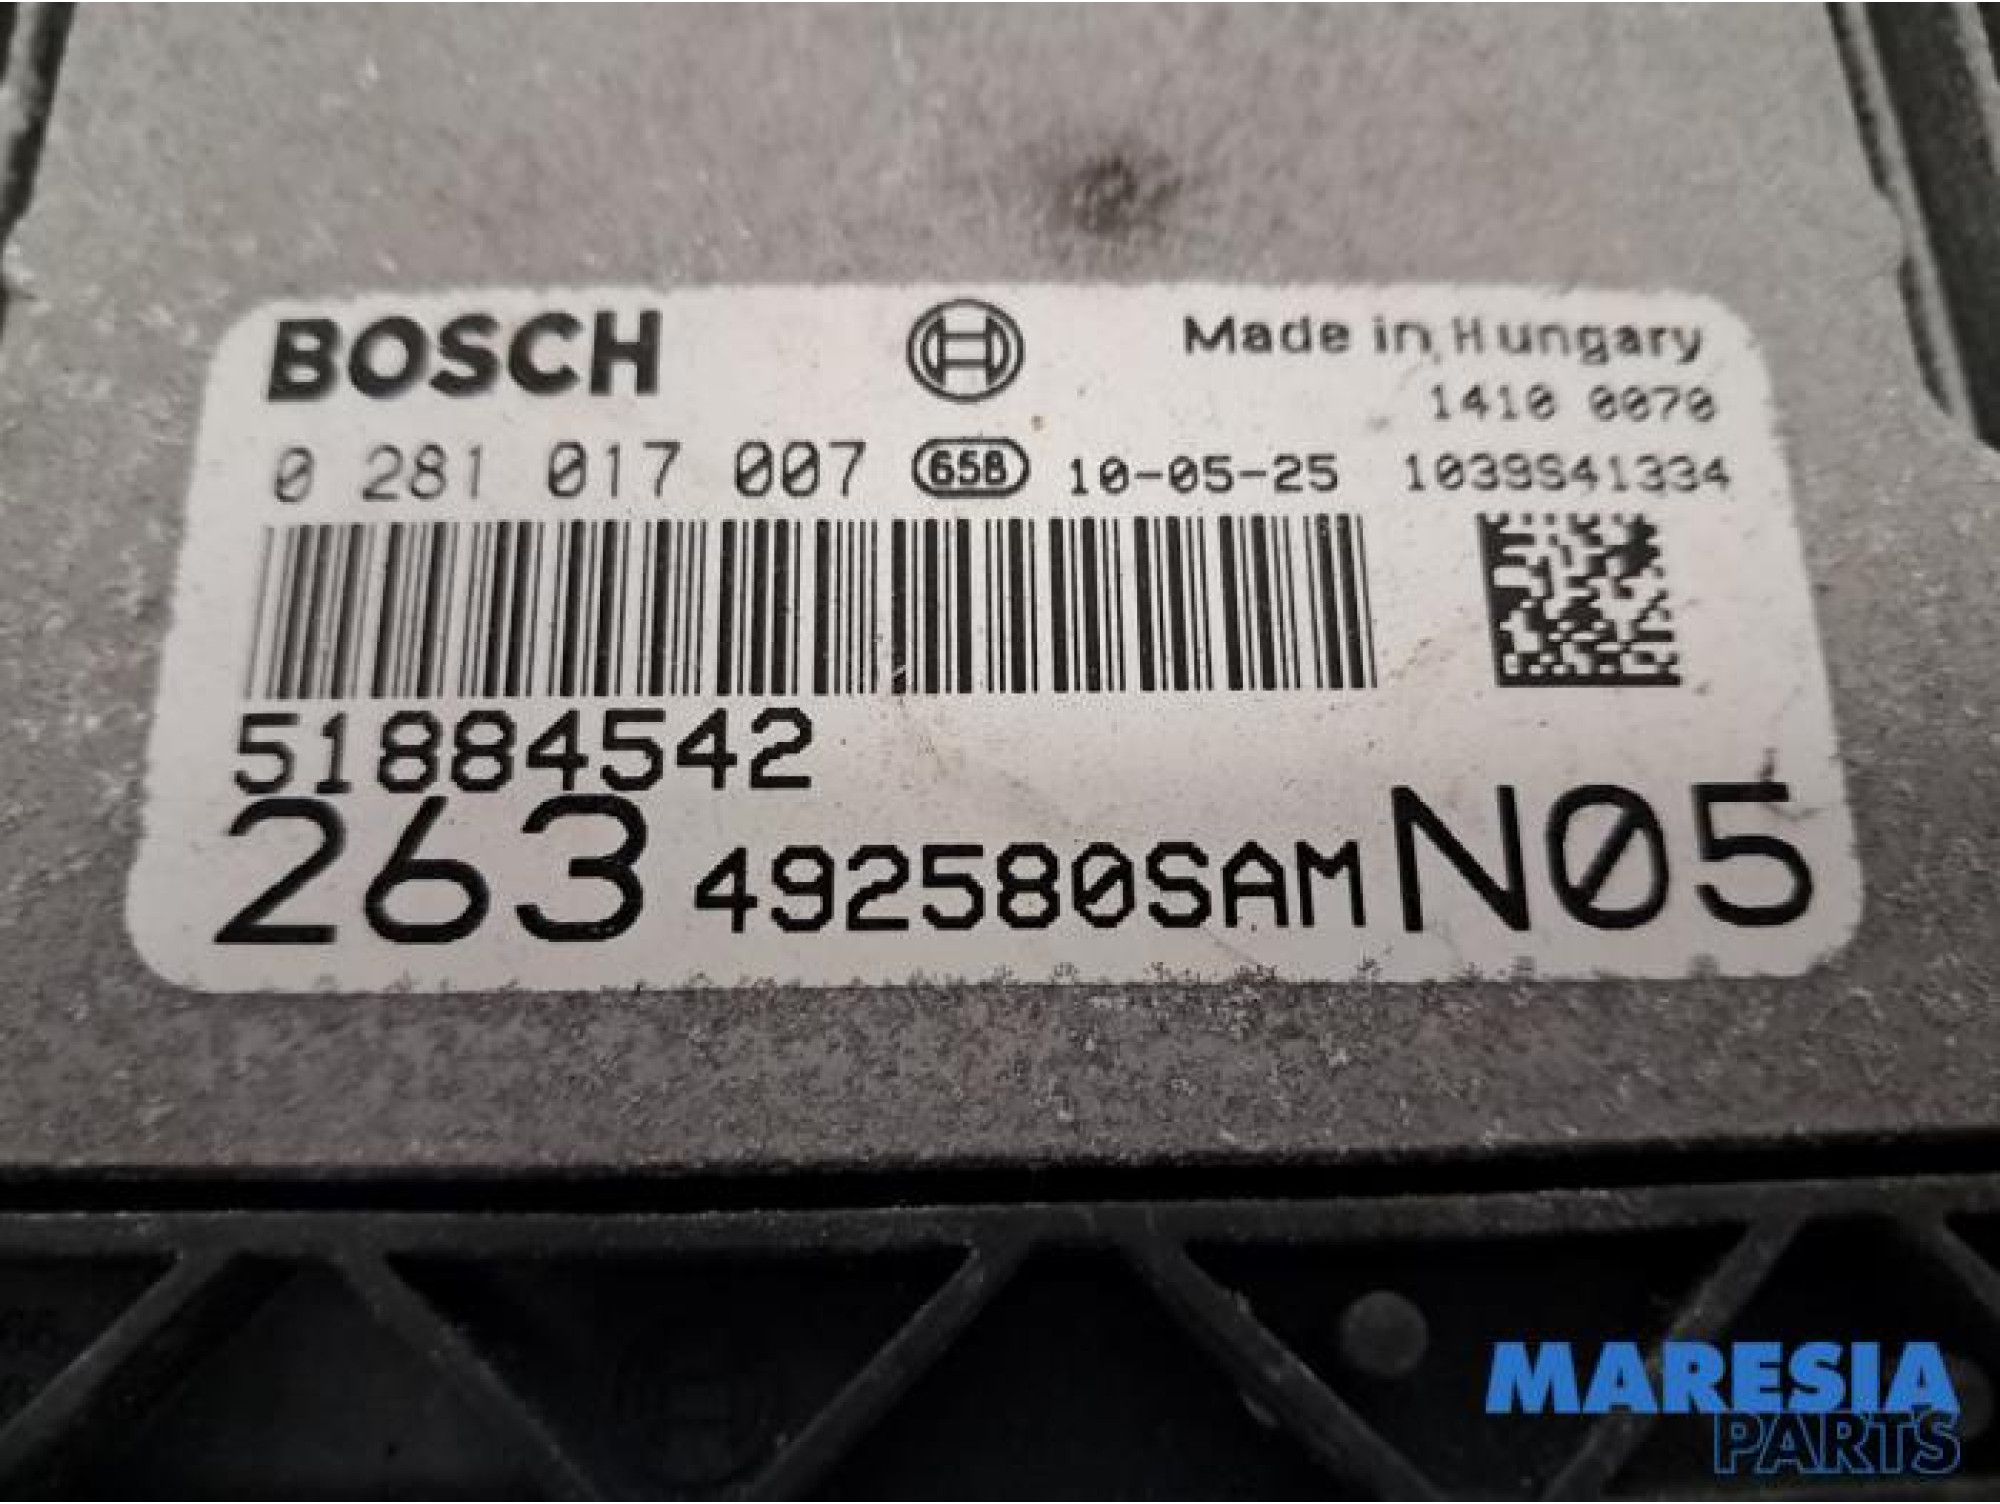 BOSCH
Made in Hungary
1410 0070
0 281 017 007 65B 10-05-25 1039S41334
51884542
263 492580SAM N05
MARESIA
PARTS